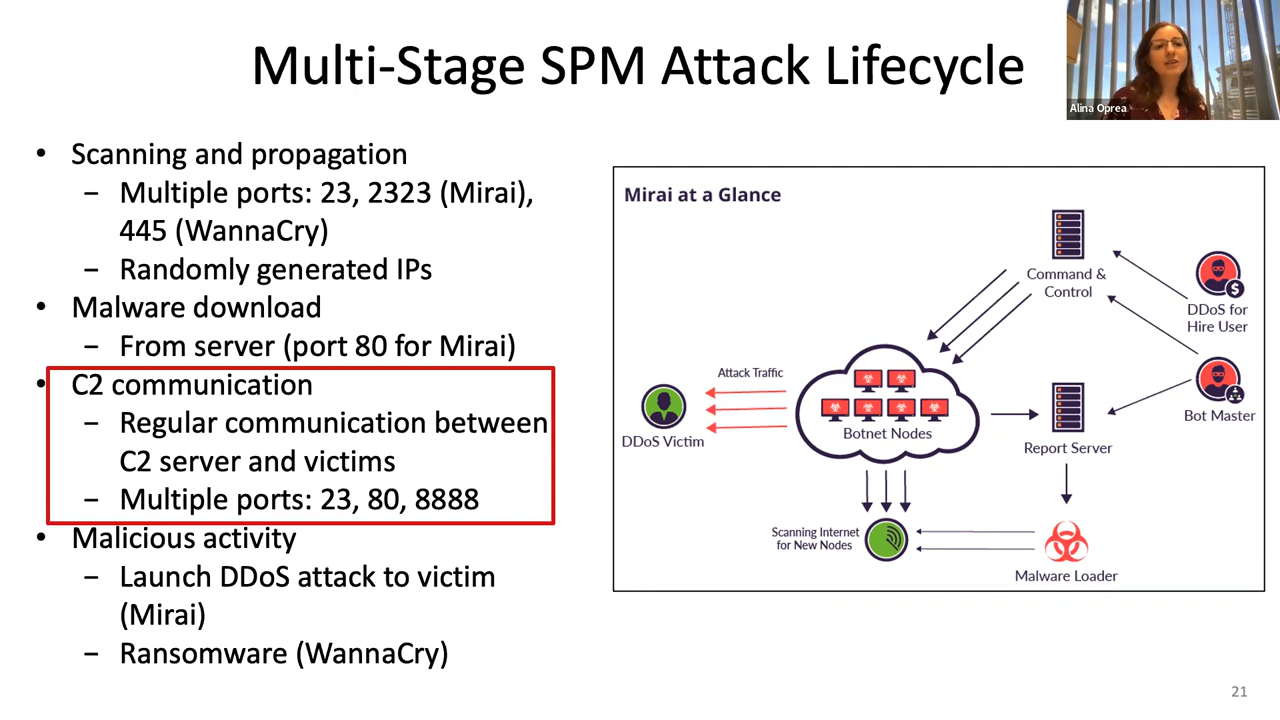 Multi-Stage SPM Attack Lifecycle
Alina Oprea
• Scanning and propagation
− Multiple ports: 23, 2323 (Mirai),
445 (WannaCry)
− Randomly generated IPs
• Malware download
− From server (port 80 for Mirai)
• C2 communication
− Regular communication between
C2 server and victims
− Multiple ports: 23, 80, 8888
• Malicious activity
− Launch DDoS attack to victim
(Mirai)
− Ransomware (WannaCry)
Mirai at a Glance
Command &
Control
$
DDoS for
Hire User
Attack Traffic
DDoS Victim
Botnet Nodes
Report Server
Bot Master
Scanning Internet
for New Nodes
Malware Loader
21